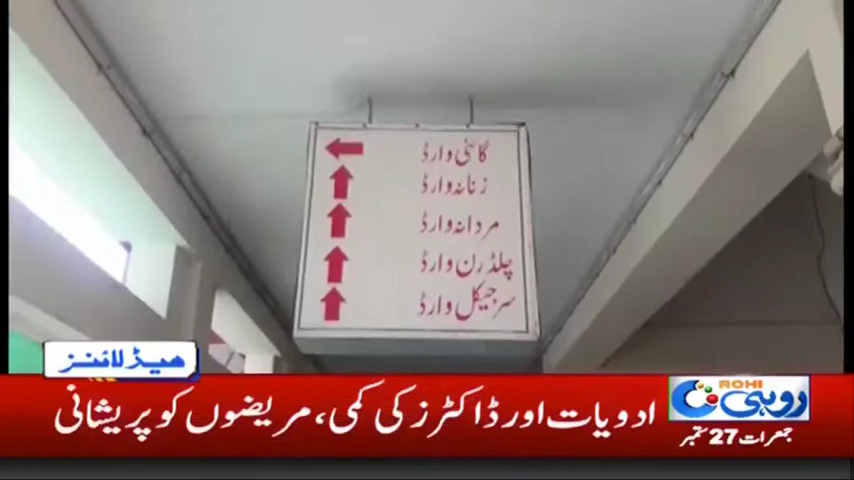 گائنی وارڈ
زنانہ وارڈ
مردانہ وارڈ
چلڈرن وارڈ
سرجیکل وارڈ
ہیڈلائنز
ادویات اور ڈاکٹرز کی کمی، مریضوں کو پریشانی
ROHI
روہی
جمعرات 27 ستمبر